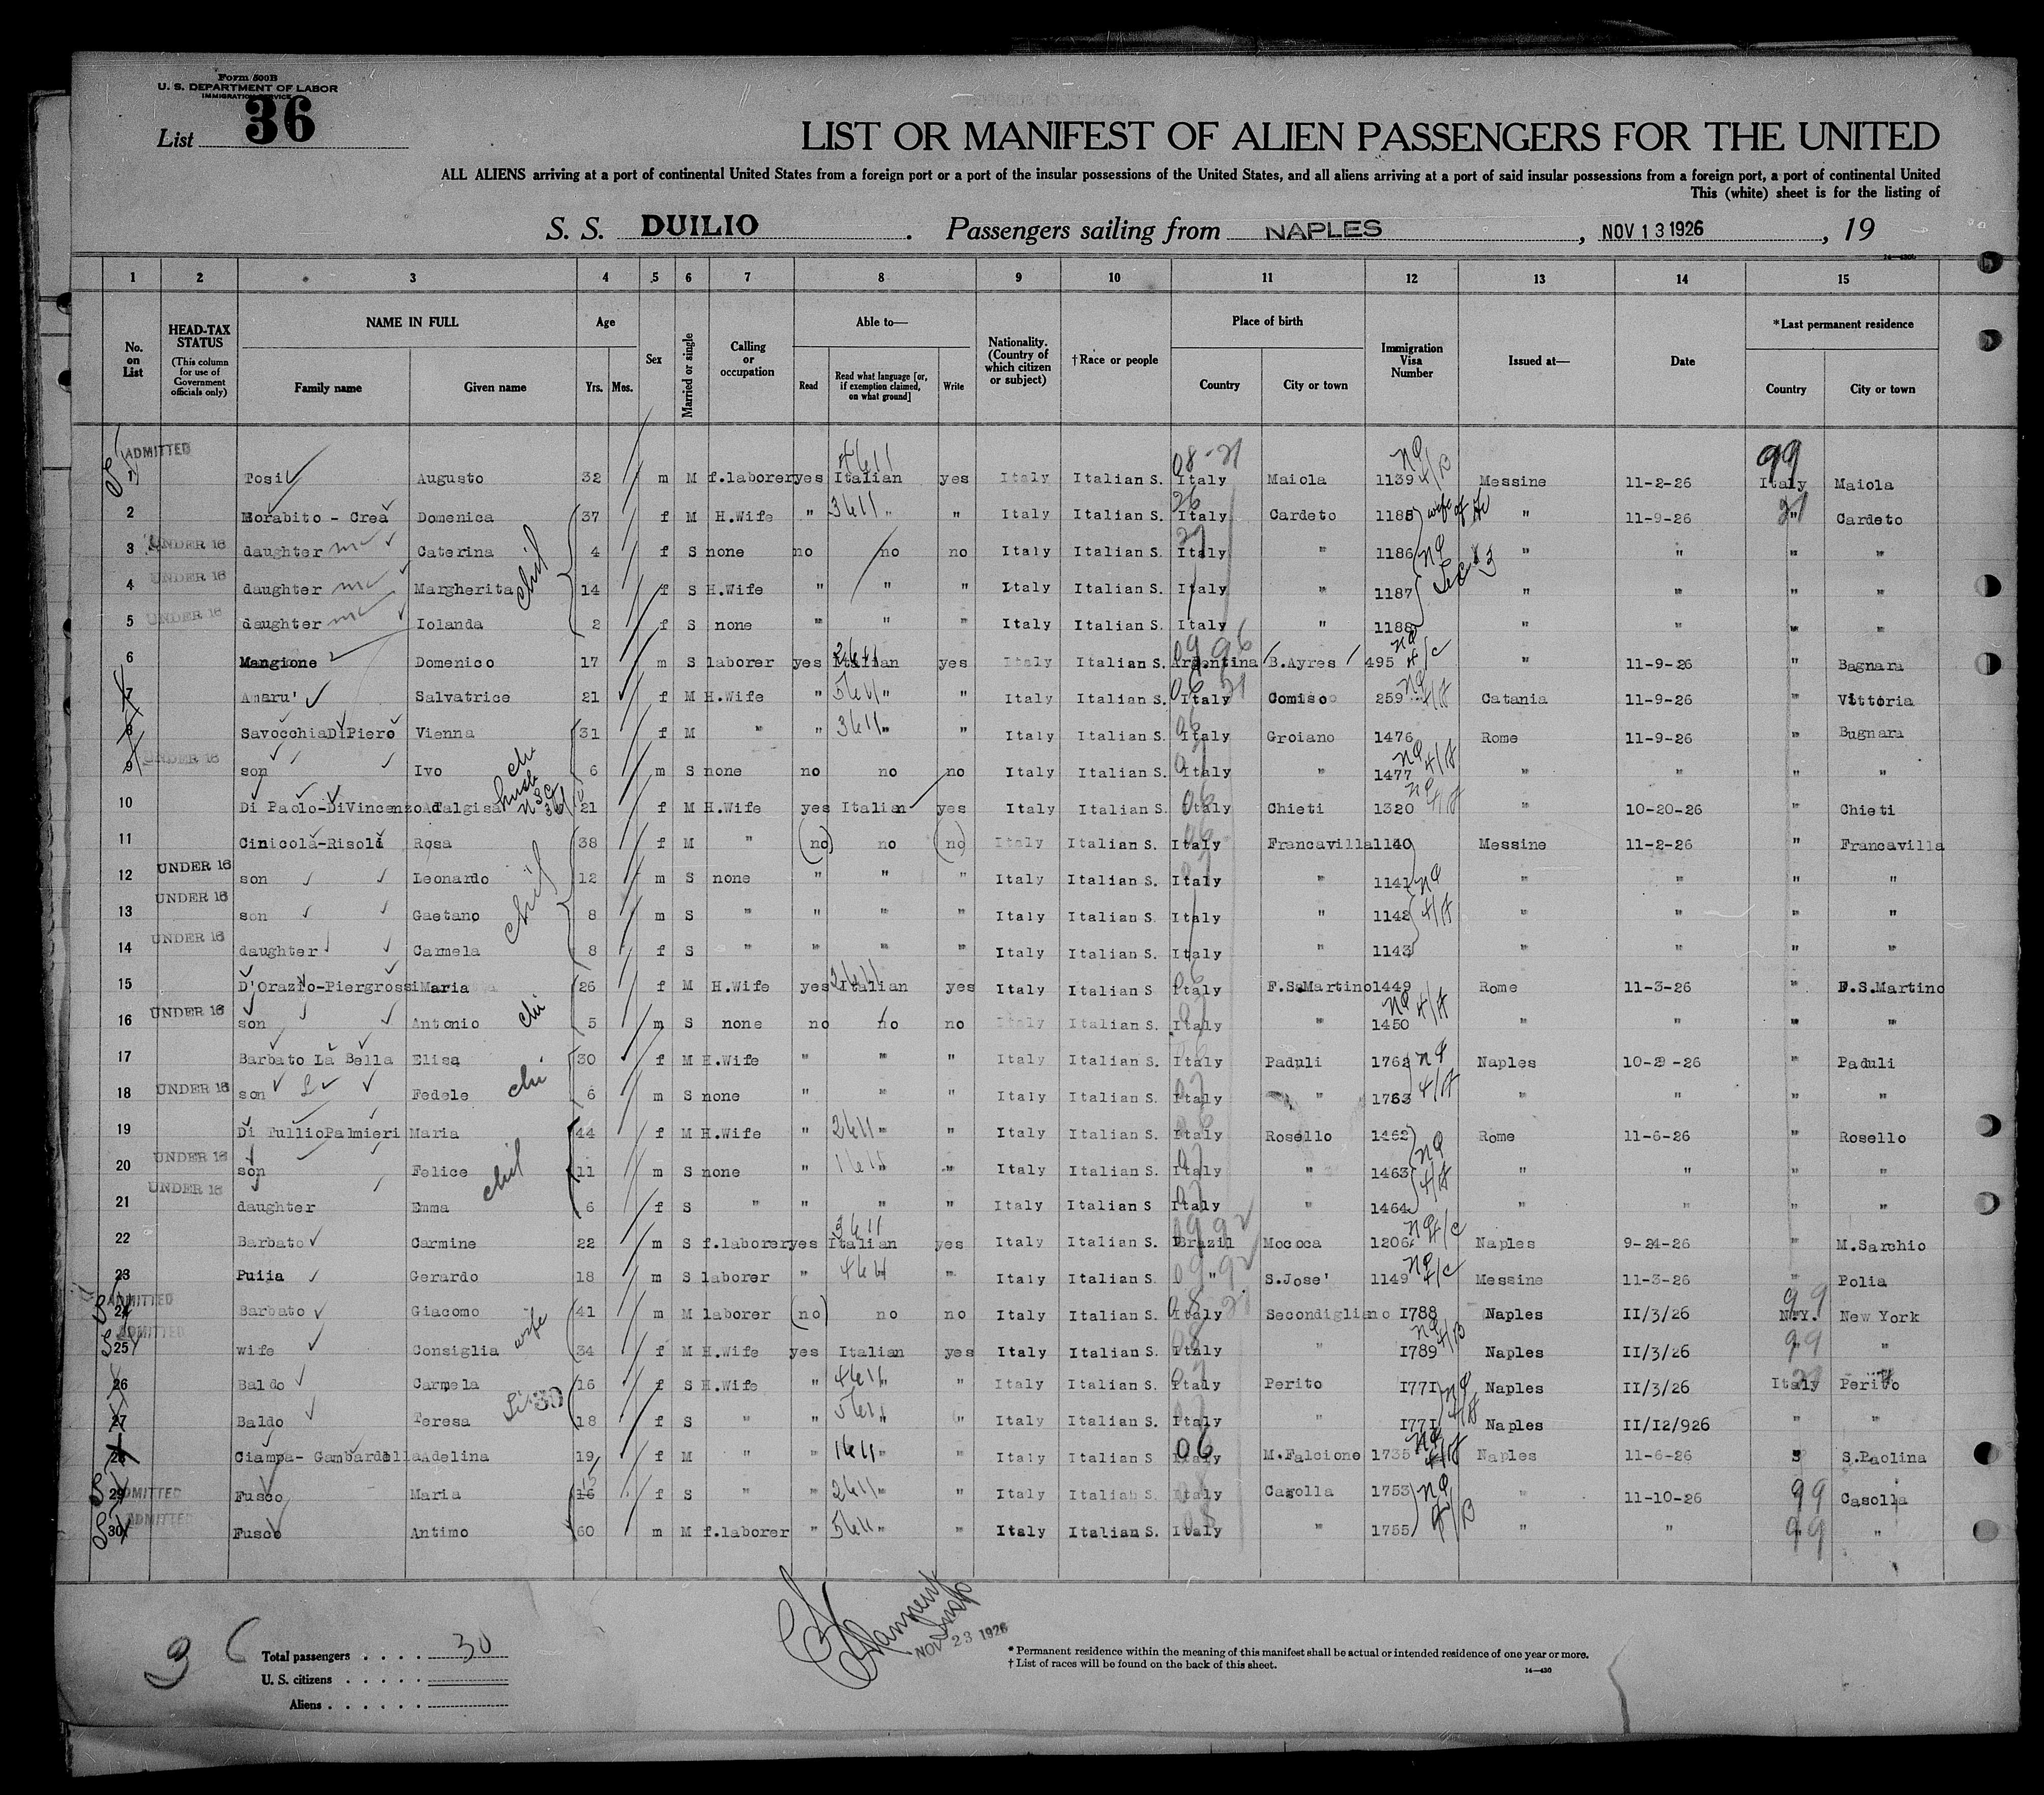 Form 500B
U. S. DEPARTMENT OF LABOR
IMMIGRATION SERVICE
List 36
LIST OR MANIFEST OF ALIEN PASSENGERS FOR THE UNITED
ALL ALIENS arriving at a port of continental United States from a foreign port or a port of the insular possessions of the United States, and all aliens arriving at a port of said insular possessions from a foreign port, a port of continental United
This (white) sheet is for the listing of
S. S. DUILIO . Passengers sailing from NAPLES , NOV 13 1926 , 19
1 2 3 4 5 6 7 8 9 10 11 12 13 14 15
No. on List
HEAD-TAX STATUS (This column for use of Government officials only)
NAME IN FULL Family name Given name
Age Yrs. Mos.
Sex
Married or single
Calling or occupation
Able to— Read Read what language [or, if exemption claimed, on what ground] Write
Nationality. (Country of which citizen or subject)
†Race or people
Place of birth Country City or town
Immigration Visa Number
Issued at—
Date
*Last permanent residence Country City or town
ADMITTED 1 Tosi Augusto 32 m M f.laborer yes Italian yes Italy Italian S. Italy Maiola 1139 Messine 11-2-26 Italy Maiola
2 Morabito - Crea Domenica 37 f M H.Wife " " " Italy Italian S. Italy Cardeto 1185 wife of " 11-9-26 " Cardeto
3 UNDER 16 daughter Caterina 4 f S none no no no Italy Italian S. Italy " 1186 " " " "
4 UNDER 16 daughter Margherita 14 f S H.Wife " " " Italy Italian S. Italy " 1187 " " " "
5 UNDER 16 daughter Iolanda 2 f S none " " " Italy Italian S. Italy " 1188 " " " "
6 Mangione Domenico 17 m S laborer yes Italian yes Italy Italian S. Argentina B.Ayres 495 " 11-9-26 " Bagnara
7 Amaru' Salvatrice 21 f M H.Wife " " " Italy Italian S. Italy Comiso 259 Catania 11-9-26 " Vittoria
8 Savocchia DiPiero Vienna 31 f M " " " " Italy Italian S. Italy Groiano 1476 Rome 11-9-26 " Bugnara
9 UNDER 16 son Ivo 6 m S none no no no Italy Italian S. Italy " 1477 " " " "
10 Di Paolo-DiVincenzo Adalgisa 21 f M H.Wife yes Italian yes Italy Italian S. Italy Chieti 1320 " 10-20-26 " Chieti
11 Cinicola-Risoli Rosa 38 f M " (no) no (no) Italy Italian S. Italy Francavilla 1140 Messine 11-2-26 " Francavilla
12 UNDER 16 son Leonardo 12 m S none " " " Italy Italian S. Italy " 1141 " " " "
13 UNDER 16 son Gaetano 8 m S " " " " Italy Italian S. Italy " 1142 " " " "
14 UNDER 16 daughter Carmela 8 f S " " " " Italy Italian S. Italy " 1143 " " " "
15 D'Orazio-Piergrossi Maria 26 f M H.Wife yes Italian yes Italy Italian S Italy F.S.Martino 1449 Rome 11-3-26 " F.S.Martino
16 UNDER 16 son Antonio 5 m S none no no no Italy Italian S. Italy " 1450 " " " "
17 Barbato La Bella Elisa 30 f M H.Wife " " " Italy Italian S. Italy Paduli 1762 Naples " Paduli
18 UNDER 16 son Fedele 6 m S none " " " Italy Italian S. Italy " 1763 " " " "
19 Di Tullio Palmieri Maria 44 f M H.Wife " " " Italy Italian S. Italy Rosello 1462 Rome 11-6-26 " Rosello
20 UNDER 16 son Felice 11 m S none " " " Italy Italian S. Italy " 1463 " " " "
21 UNDER 16 daughter Emma 6 f S " " " " Italy Italian S Italy " 1464 " " " "
22 Barbato Carmine 22 m S f.laborer yes Italian yes Italy Italian S. Brazil Mococa 1206 Naples 9-24-26 " M.Sarchio
23 Puiia Gerardo 18 m S laborer " " " Italy Italian S. " S.Jose' 1149 Messine 11-3-26 " Polia
ADMITTED 24 Barbato Giacomo 41 m M laborer (no) no no Italy Italian S. Italy Secondigliano I788 Naples II/3/26 N.Y. New York
ADMITTED 25 wife Consiglia 34 f M H.Wife yes Italian yes Italy Italian S. Italy " I789 Naples II/3/26 "
26 Baldo Carmela 16 f S H.Wife " " " Italy Italian S. Italy Perito I77I Naples II/3/26 Italy Perito
27 Baldo Teresa 18 f S " " " " Italy Italian S. Italy " I77I Naples II/12/926 " "
28 Ciampa- Gambardella Adelina 19 f M " " " " Italy Italian S Italy M.Falcione 1735 Naples 11-6-26 " S.Paolina
ADMITTED 29 Fusco Maria 16 f S " " " " Italy Italian S Italy Casolla 1753 " 11-10-26 99 Casolla
ADMITTED 30 Fusco Antimo 60 m M f.laborer " " " Italy Italian S. Italy " 1755 " " 99 "
Total passengers . . . . 30
U. S. citizens . . . . .
Aliens . . . . . .
NOV 23 1926
* Permanent residence within the meaning of this manifest shall be actual or intended residence of one year or more.
† List of races will be found on the back of this sheet.
14—430